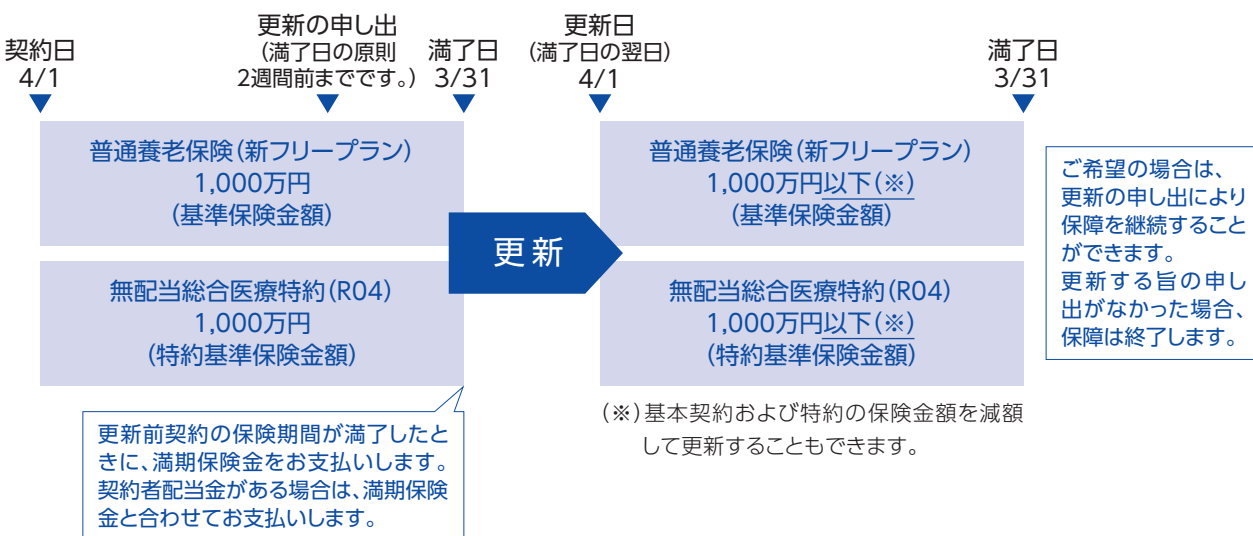 契約日
4/1
更新の申し出
(満了日の原則
2週間前までです。)
満了日
3/31
更新日
(満了日の翌日)
4/1
満了日
3/31
普通養老保険(新フリープラン)
1,000万円
(基準保険金額)
無配当総合医療特約(R04)
1,000万円
(特約基準保険金額)
更新
普通養老保険(新フリープラン)
1,000万円以下(※)
(基準保険金額)
無配当総合医療特約(R04)
1,000万円以下(※)
(特約基準保険金額)
ご希望の場合は、
更新の申し出により
保障を継続すること
ができます。
更新する旨の申し
出がなかった場合、
保障は終了します。
更新前契約の保険期間が満了したと
きに、満期保険金をお支払いします。
契約者配当金がある場合は、満期保険
金と合わせてお支払いします。
(※)基本契約および特約の保険金額を減額
して更新することもできます。